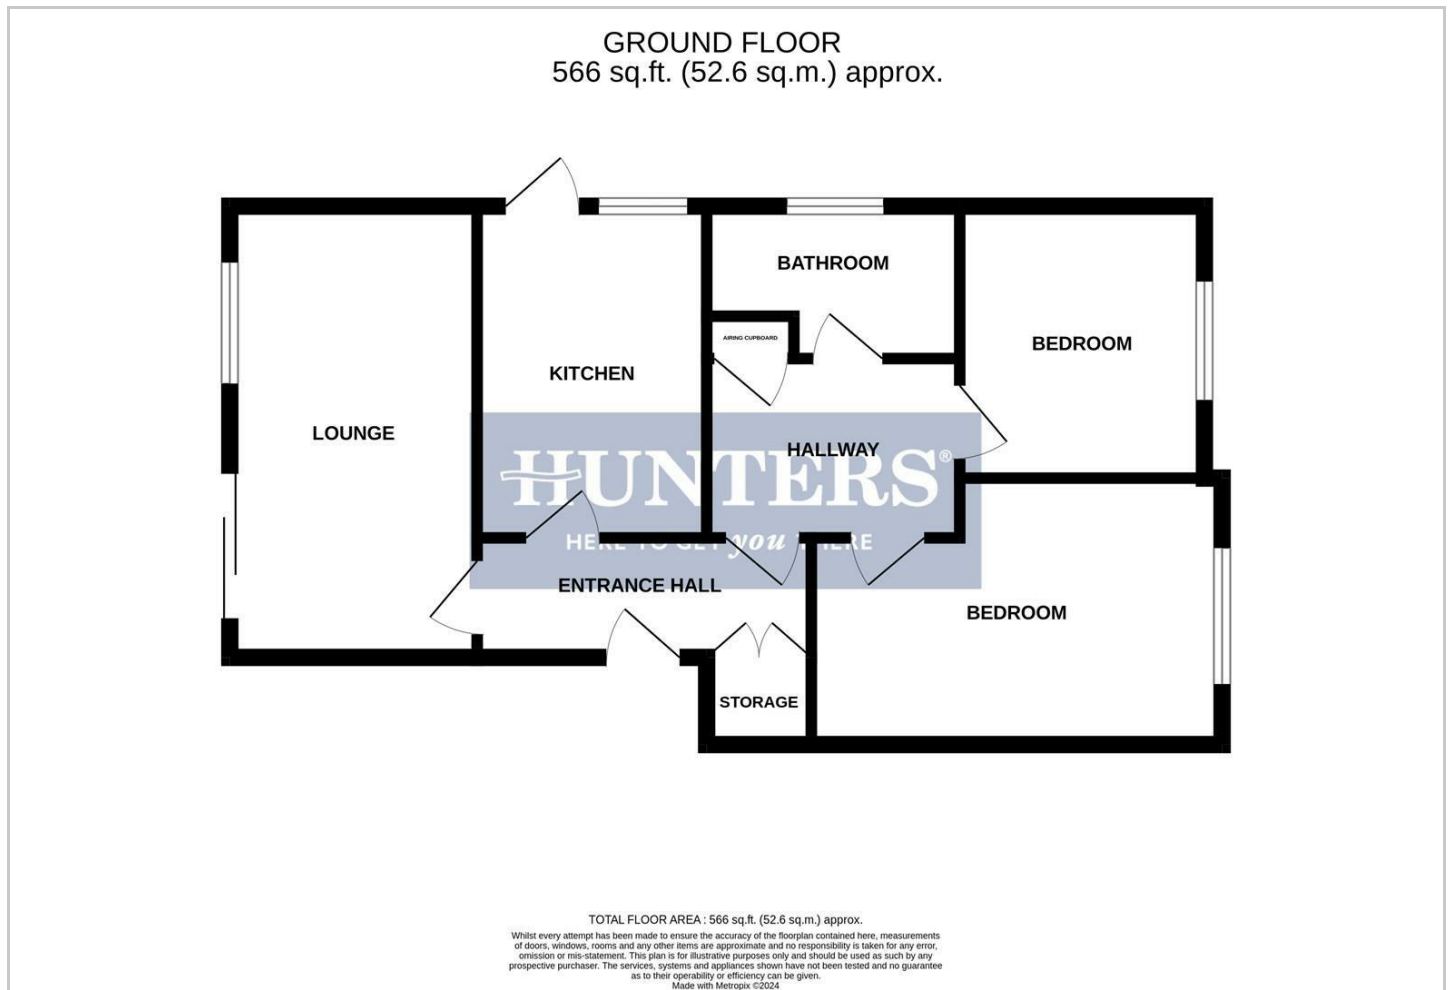 GROUND FLOOR
566 sq.ft. (52.6 sq.m.) approx.
BATHROOM
AIRING CUPBOARD
BEDROOM
KITCHEN
LOUNGE
HALLWAY
HUNTERS®
HERE TO GET you THERE
ENTRANCE HALL
BEDROOM
STORAGE
TOTAL FLOOR AREA : 566 sq.ft. (52.6 sq.m.) approx.
Whilst every attempt has been made to ensure the accuracy of the floorplan contained here, measurements
of doors, windows, rooms and any other items are approximate and no responsibility is taken for any error,
omission or mis-statement. This plan is for illustrative purposes only and should be used as such by any
prospective purchaser. The services, systems and appliances shown have not been tested and no guarantee
as to their operability or efficiency can be given.
Made with Metropix ©2024